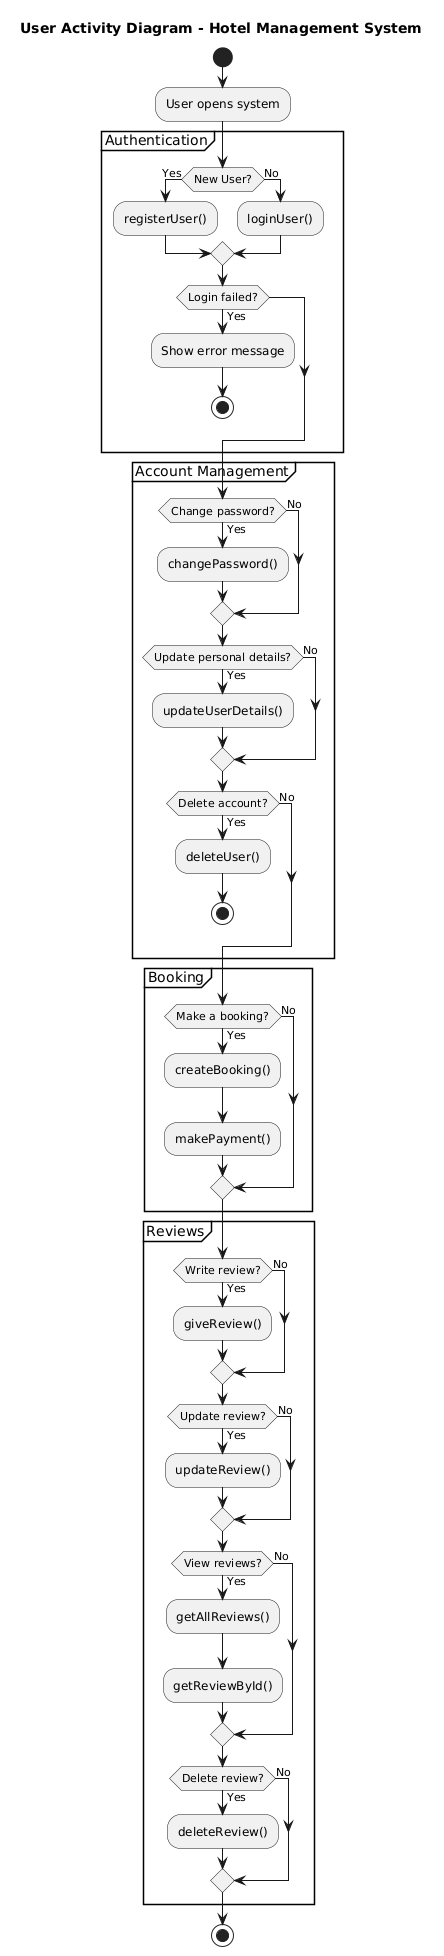 User Activity Diagram - Hotel Management System
User opens system
Authentication
New User?
Yes
No
registerUser()
loginUser()
Login failed?
Yes
Show error message
Account Management
Change password?
No
Yes
changePassword()
Update personal details?
No
Yes
updateUserDetails()
Delete account?
No
Yes
deleteUser()
Booking
Make a booking?
No
Yes
createBooking()
makePayment()
Reviews
Write review?
No
Yes
giveReview()
Update review?
No
Yes
updateReview()
View reviews?
No
Yes
getAllReviews()
getReviewById()
Delete review?
No
Yes
deleteReview()